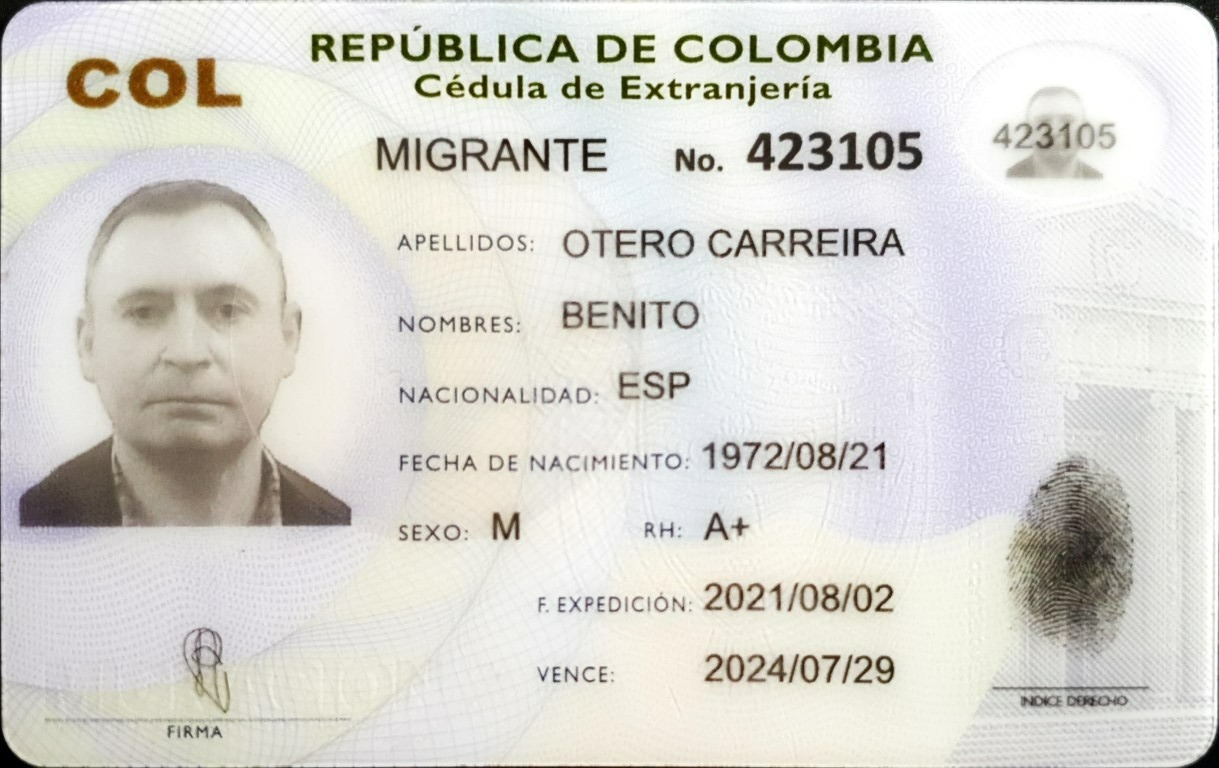 REPÚBLICA DE COLOMBIA
COL
Cédula de Extranjería
MIGRANTE No. 423105
423105
APELLIDOS: OTERO CARREIRA
NOMBRES: BENITO
NACIONALIDAD: ESP
FECHA DE NACIMIENTO: 1972/08/21
SEXO: M RH: A+
F. EXPEDICIÓN: 2021/08/02
VENCE: 2024/07/29
INDICE DERECHO
FIRMA